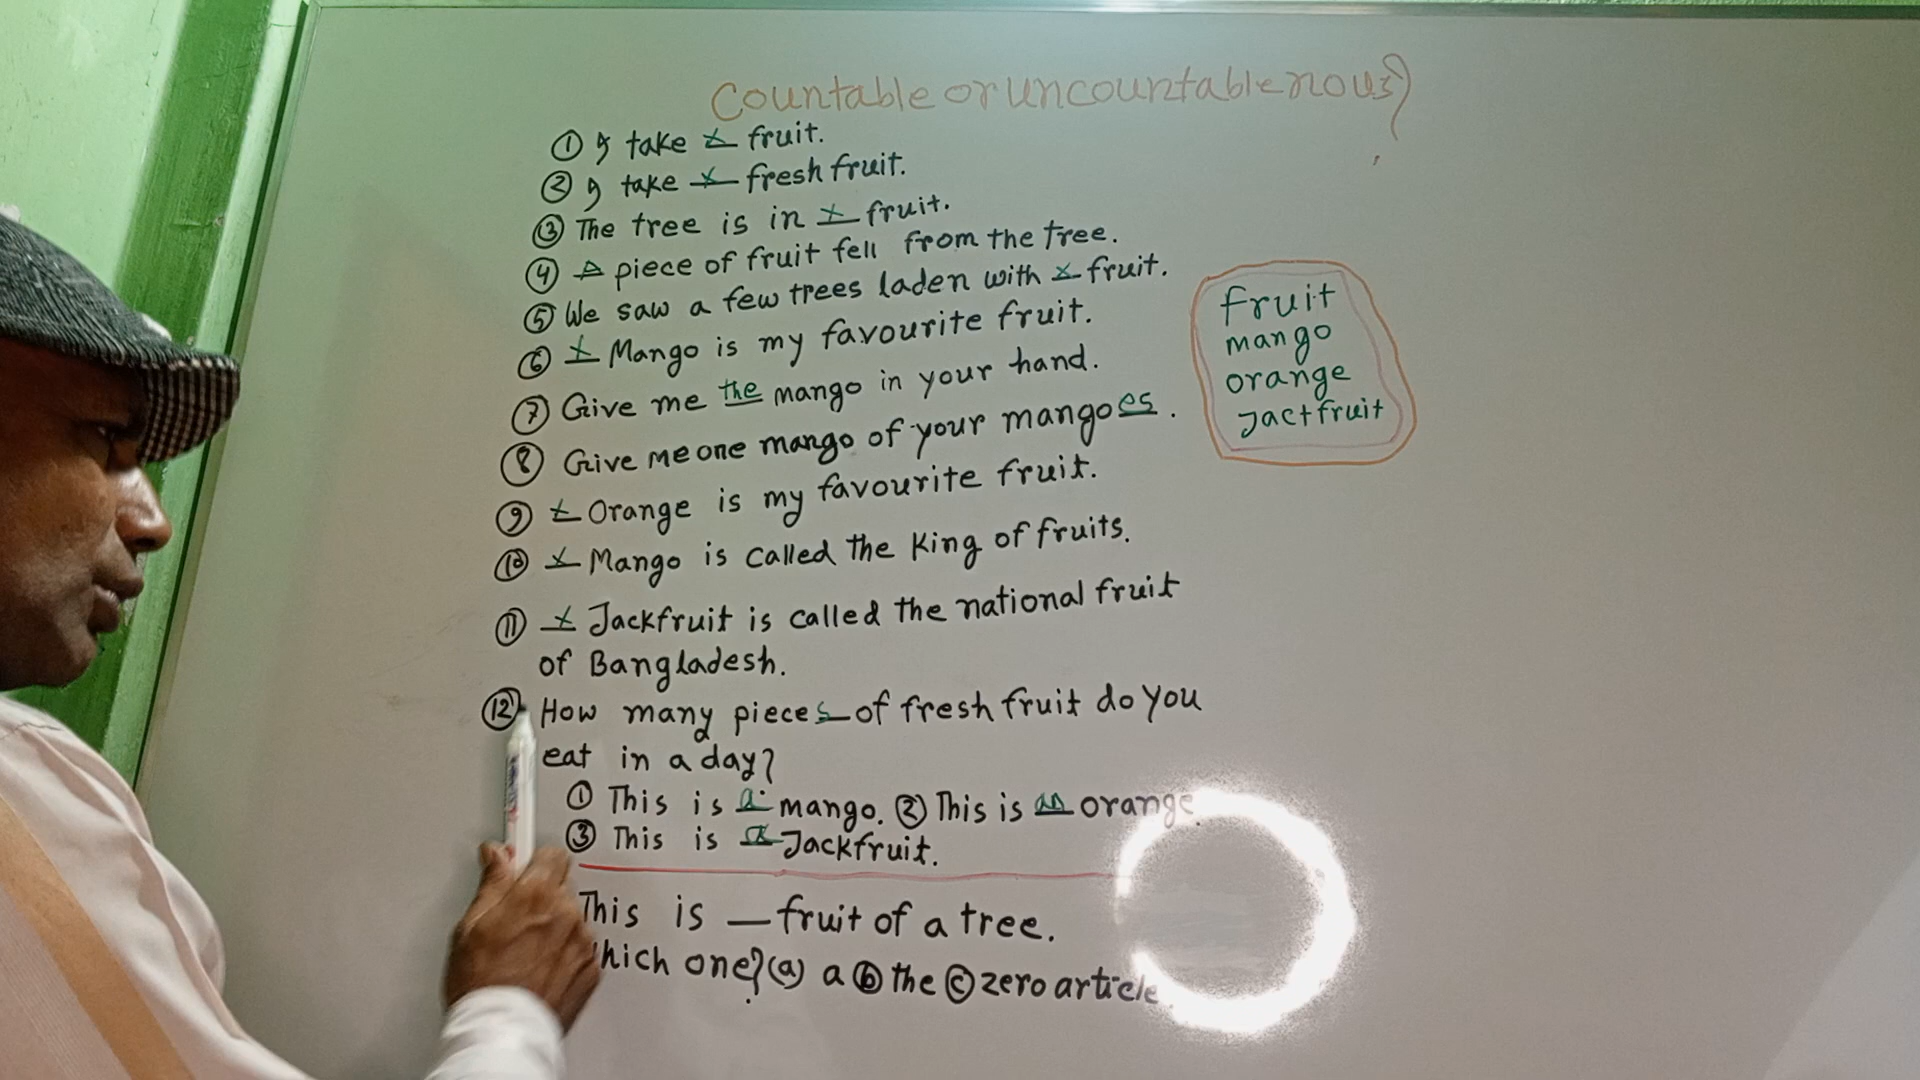 Countable or uncountable nous?
① I take x fruit.
② I take x fresh fruit.
③ The tree is in x fruit.
④ A piece of fruit fell from the tree.
⑤ We saw a few trees laden with x fruit.
⑥ x Mango is my favourite fruit.
⑦ Give me the mango in your hand.
⑧ Give me one mango of your mangoes.
⑨ x Orange is my favourite fruit.
⑩ x Mango is called the King of fruits.
⑪ x Jackfruit is called the national fruit
of Bangladesh.
⑫ How many pieces of fresh fruit do you
eat in a day?
① This is a mango. ② This is an orange.
③ This is a Jackfruit.
This is _ fruit of a tree.
hich one? (a) a ⓑ the ⓒ zero article
fruit
mango
orange
Jactfruit